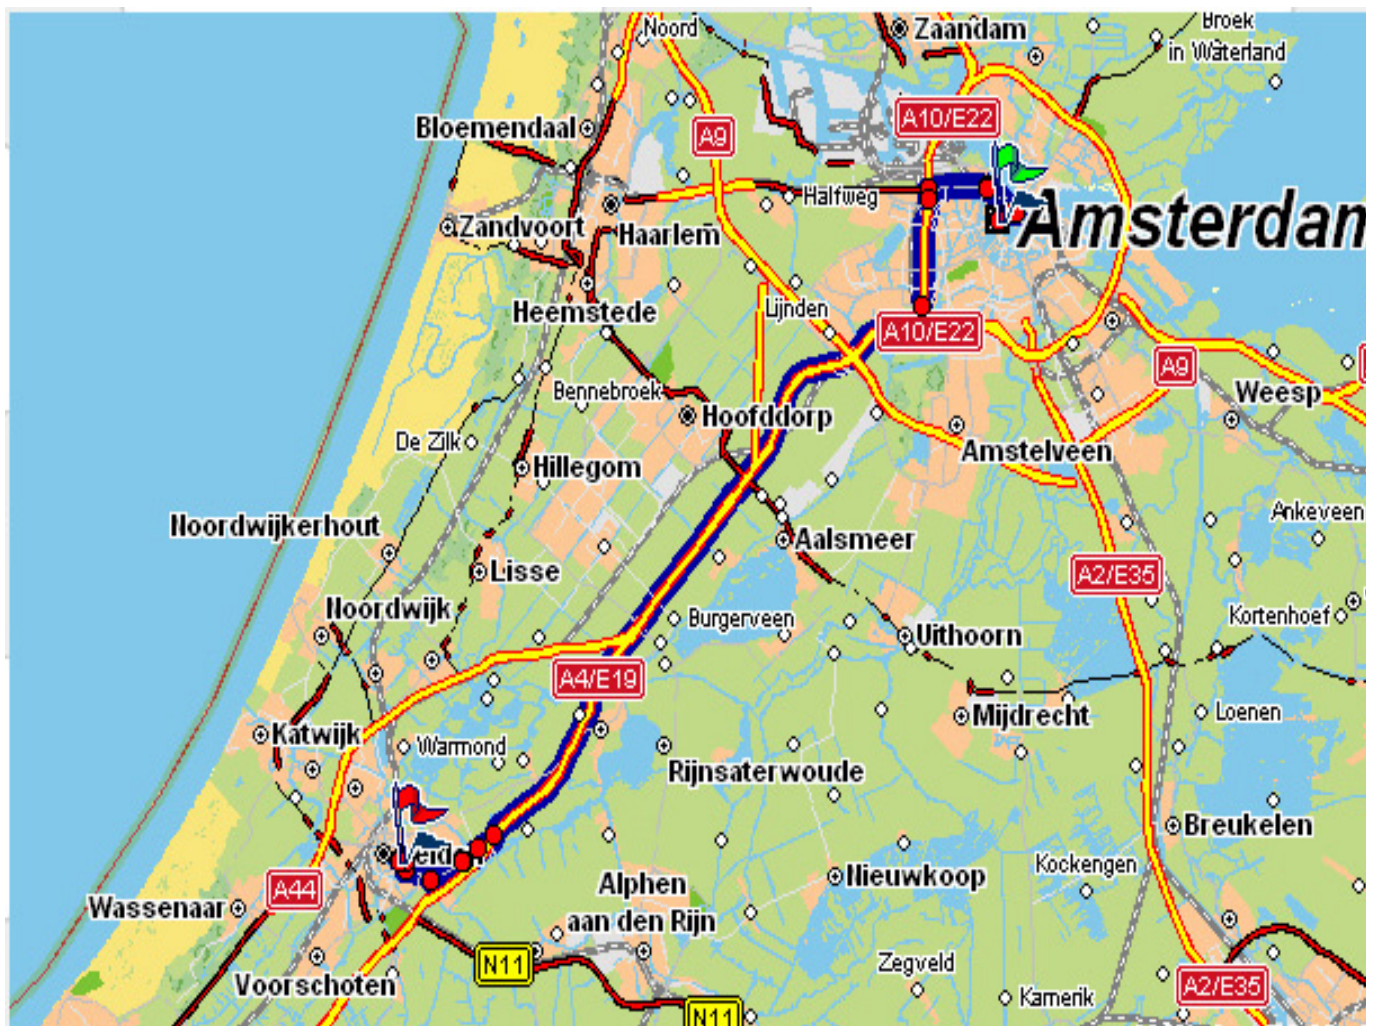 Noord
Zaandam
Broek
in Waterland
A10/E22
Bloemendaal
A9
Halfweg
Amsterdam
Zandvoort
Haarlem
Heemstede
Lijnden
A10/E22
A9
Weesp
Bennebroek
Hoofddorp
De Zilk
Amstelveen
Hillegom
Noordwijkerhout
Ankeveen
Aalsmeer
Lisse
A2/E35
Noordwijk
Burgerveen
Uithoorn
Kortenhoef
A4/E19
Katwijk
Warmond
Mijdrecht
Loenen
Rijnsaterwoude
Breukelen
Leiden
Kockengen
A44
Alphen
aan den Rijn
Nieuwkoop
Wassenaar
N11
Voorschoten
Zegveld
Kamerik
A2/E35
N11